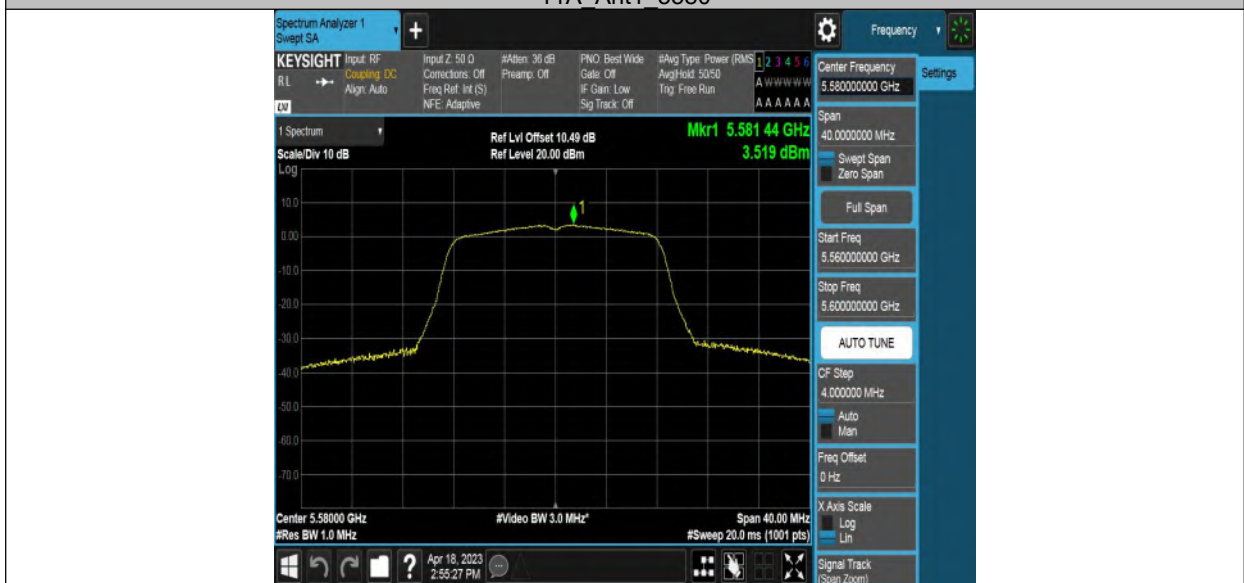 11A_Ant1_5580
Spectrum Analyzer 1
Swept SA
Frequency
KEYSIGHT
RL
LXI
Input: RF
Coupling: DC
Align: Auto
Input Z: 50 Ω
Corrections: Off
Freq Ref: Int (S)
NFE: Adaptive
#Atten: 36 dB
Preamp: Off
PNO: Best Wide
Gate: Off
IF Gain: Low
Sig Track: Off
#Avg Type: Power (RMS
Avg|Hold: 50/50
Trig: Free Run
1 2 3 4 5 6
A W W W W W
A A A A A A
1 Spectrum
Scale/Div 10 dB
Log
Ref Lvl Offset 10.49 dB
Ref Level 20.00 dBm
Mkr1 5.581 44 GHz
3.519 dBm
1
10.0
0.00
-10.0
-20.0
-30.0
-40.0
-50.0
-60.0
-70.0
Center 5.58000 GHz
#Res BW 1.0 MHz
#Video BW 3.0 MHz*
Span 40.00 MHz
#Sweep 20.0 ms (1001 pts)
Apr 18, 2023
2:55:27 PM
Center Frequency
5.580000000 GHz
Settings
Span
40.0000000 MHz
Swept Span
Zero Span
Full Span
Start Freq
5.560000000 GHz
Stop Freq
5.600000000 GHz
AUTO TUNE
CF Step
4.000000 MHz
Auto
Man
Freq Offset
0 Hz
X Axis Scale
Log
Lin
Signal Track
(Span Zoom)